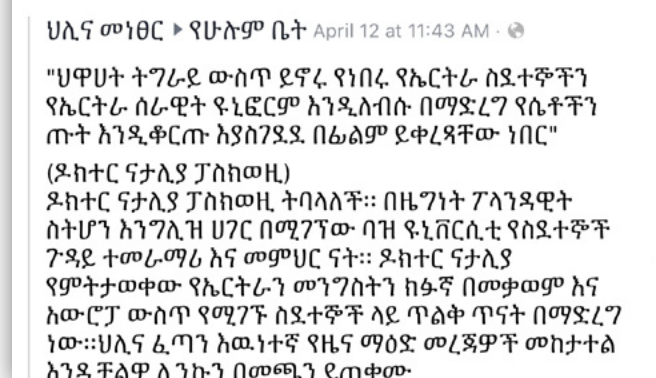 ህሊና መነፀር ▸ የሁሉም ቤት April 12 at 11:43 AM ·
"ህዋሀት ትግራይ ውስጥ ይኖሩ የነበሩ የኤርትራ ስደተኞችን
የኤርትራ ሰራዊት ዩኒፎርም እንዲለብሱ በማድረግ የሴቶችን
ጡት እንዲቆርጡ እያስገደደ በፊልም ይቀረጻቸው ነበር"
(ዶክተር ናታሊያ ፓስክወዚ)
ዶክተር ናታሊያ ፓስክወዚ ትባላለች። በዜግነት ፖላንዳዊት
ስትሆን እንግሊዝ ሀገር በሚገኘው ባዝ ዩኒቨርሲቲ የስደተኞች
ጉዳይ ተመራማሪ እና መምህር ናት። ዶክተር ናታሊያ
የምትታወቀው የኤርትራን መንግስትን ክፉኛ በመቃወም እና
አውሮፓ ውስጥ የሚገኙ ስደተኞች ላይ ጥልቅ ጥናት በማድረግ
ነው።ህሊና ፈጣን እዉነተኛ የዜና ማዕድ መረጃዎች መከታተል